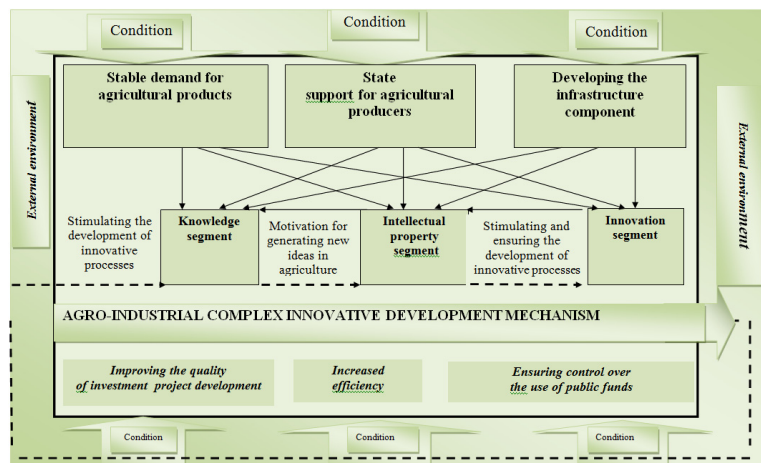 Condition
Condition
Condition
Stable demand for
agricultural products
State
support for agricultural
producers
Developing the
infrastructure
component
External environment
External environment
Stimulating the
development of
innovative
processes
Knowledge
segment
Motivation for
generating new
ideas in
agriculture
Intellectual
property
segment
Stimulating and
ensuring the
development of
innovative processes
Innovation
segment
AGRO-INDUSTRIAL COMPLEX INNOVATIVE DEVELOPMENT MECHANISM
Improving the quality
of investment project development
Increased
efficiency
Ensuring control over
the use of public funds
Condition
Condition
Condition